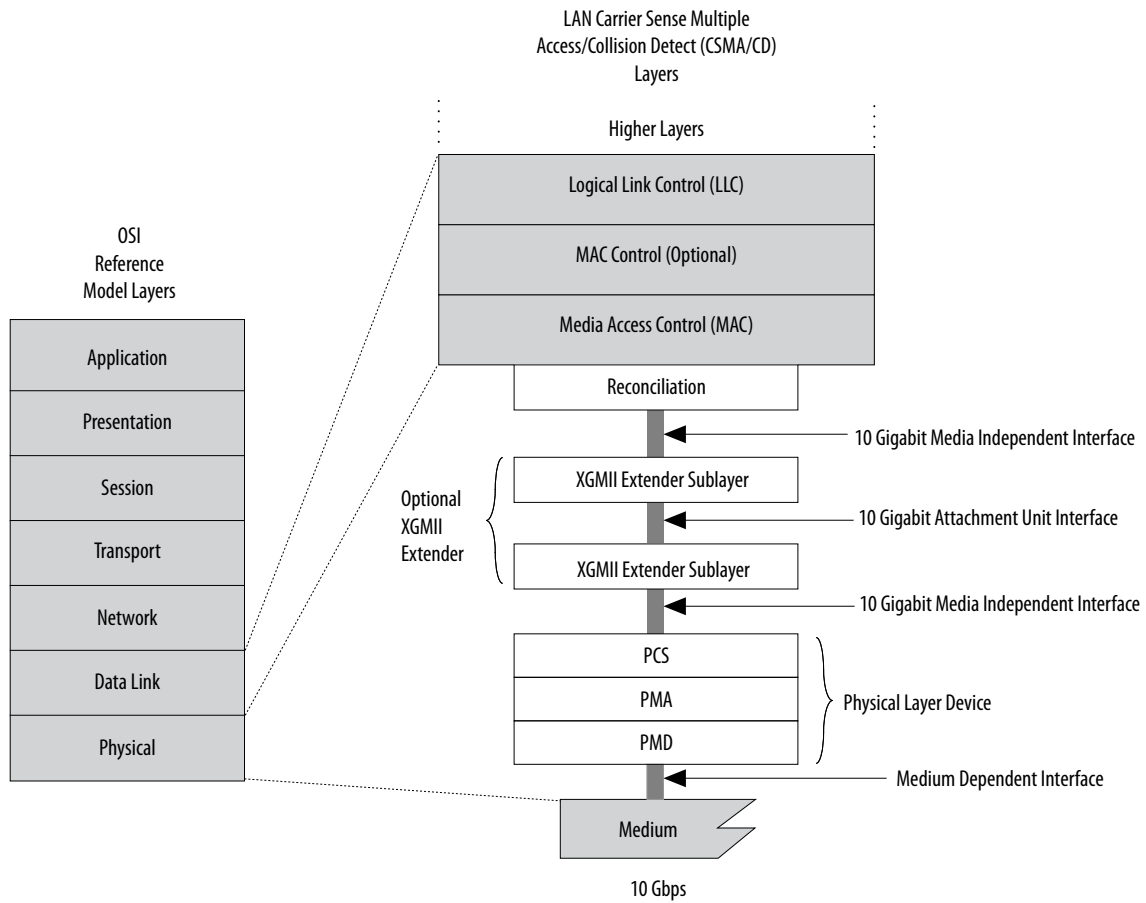 LAN Carrier Sense Multiple
Access/Collision Detect (CSMA/CD)
Layers
Higher Layers
Logical Link Control (LLC)
MAC Control (Optional)
Media Access Control (MAC)
Reconciliation
10 Gigabit Media Independent Interface
XGMII Extender Sublayer
Optional
XGMII
Extender
10 Gigabit Attachment Unit Interface
XGMII Extender Sublayer
10 Gigabit Media Independent Interface
PCS
PMA
PMD
Physical Layer Device
Medium Dependent Interface
Medium
10 Gbps
OSI
Reference
Model Layers
Application
Presentation
Session
Transport
Network
Data Link
Physical